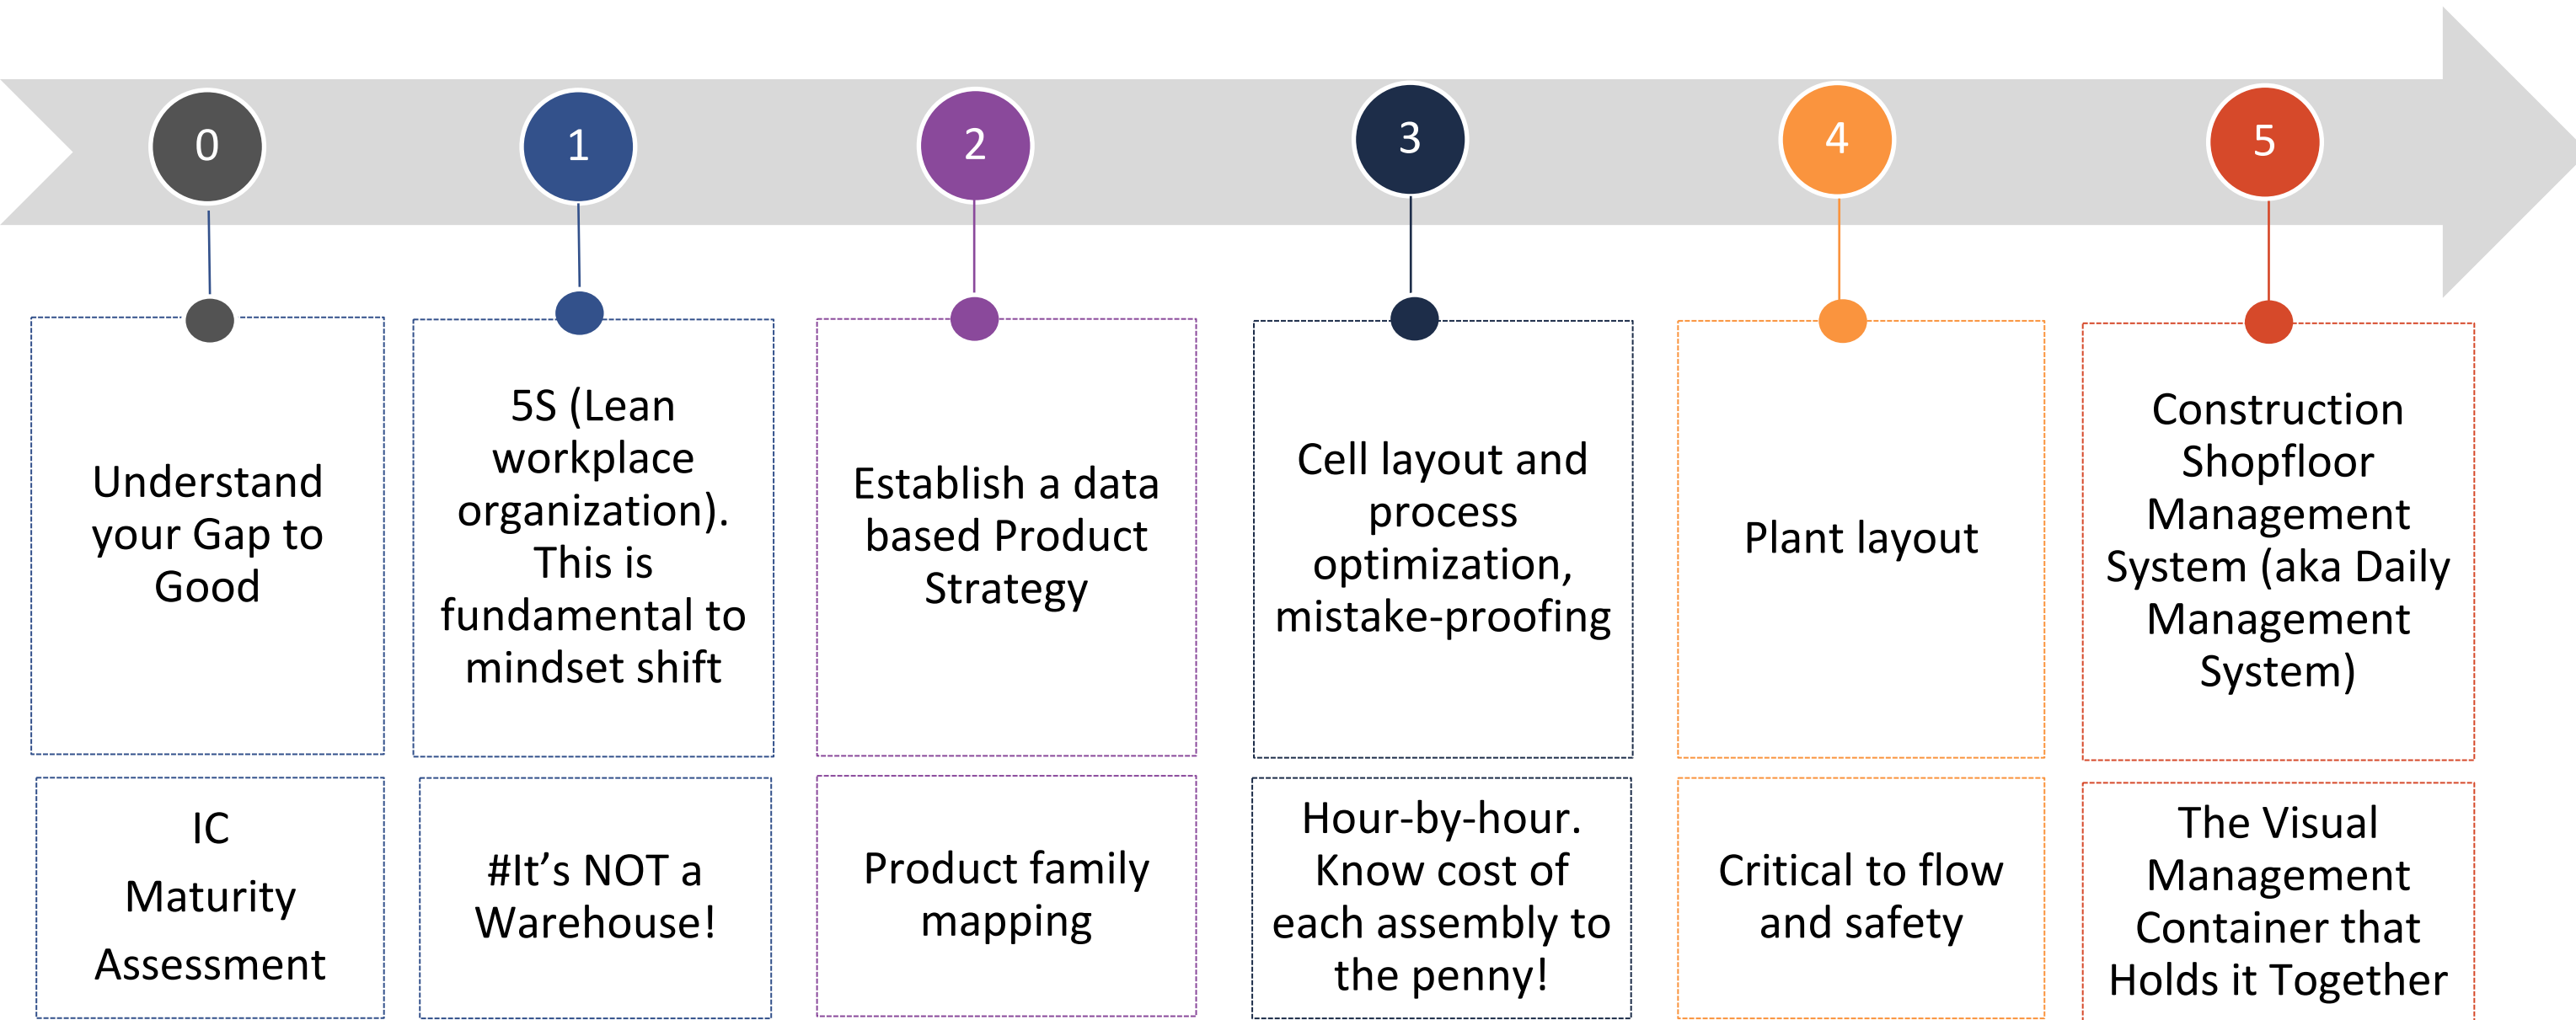 0
1
2
3
4
5
Understand
your Gap to
Good
5S (Lean
workplace
organization).
This is
fundamental to
mindset shift
Establish a data
based Product
Strategy
Cell layout and
process
optimization,
mistake-proofing
Plant layout
Construction
Shopfloor
Management
System (aka Daily
Management
System)
IC
Maturity
Assessment
#It’s NOT a
Warehouse!
Product family
mapping
Hour-by-hour.
Know cost of
each assembly to
the penny!
Critical to flow
and safety
The Visual
Management
Container that
Holds it Together